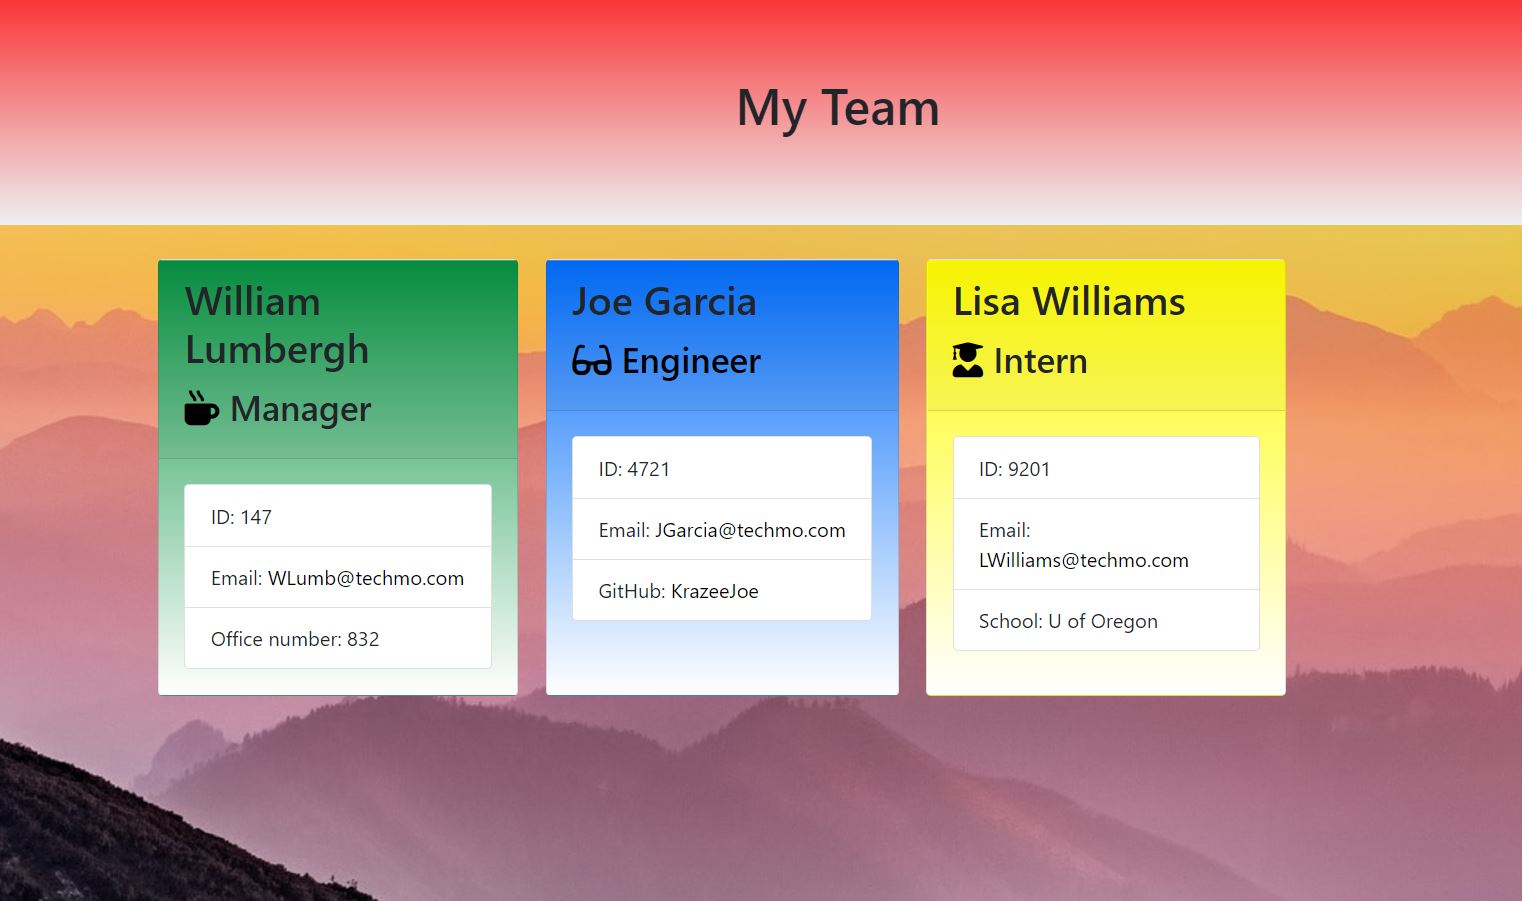 My Team
William
Lumbergh
Manager
ID: 147
Email: WLumb@techmo.com
Office number: 832
Joe Garcia
Engineer
ID: 4721
Email: JGarcia@techmo.com
GitHub: KrazeeJoe
Lisa Williams
Intern
ID: 9201
Email:
LWilliams@techmo.com
School: U of Oregon